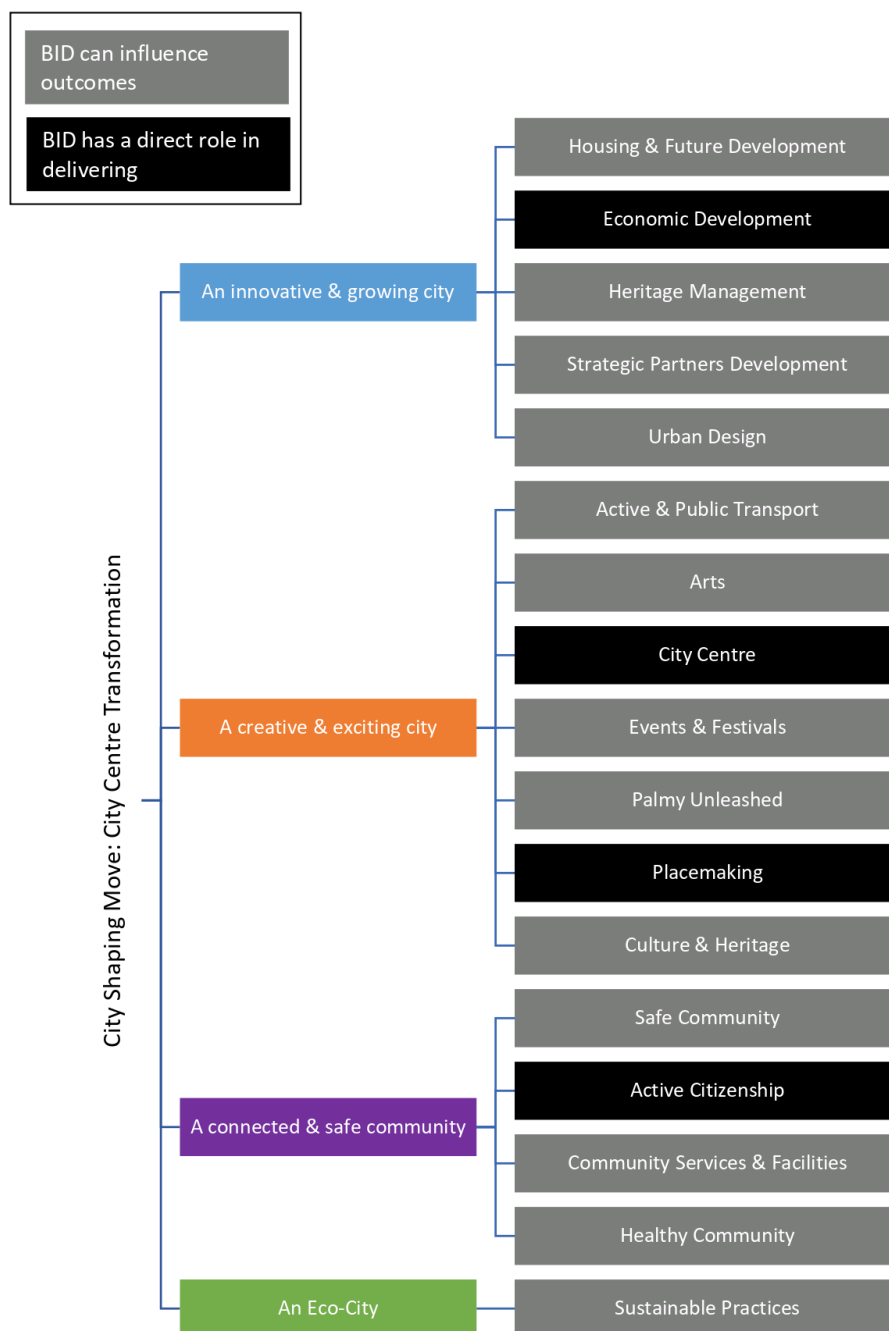 BID can influence
outcomes
BID has a direct role in
delivering
City Shaping Move: City Centre Transformation
An innovative & growing city
Housing & Future Development
Economic Development
Heritage Management
Strategic Partners Development
Urban Design
A creative & exciting city
Active & Public Transport
Arts
City Centre
Events & Festivals
Palmy Unleashed
Placemaking
Culture & Heritage
A connected & safe community
Safe Community
Active Citizenship
Community Services & Facilities
Healthy Community
An Eco-City
Sustainable Practices